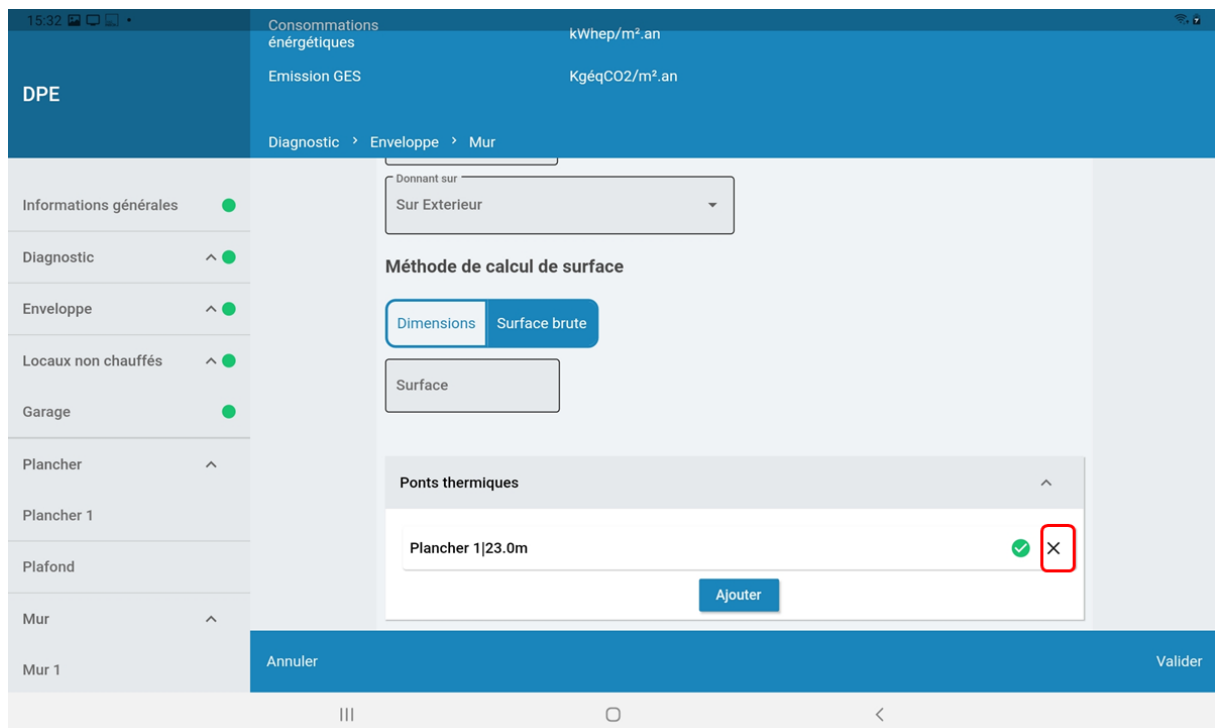 15:32
Consommations
énérgétiques
kWhep/m².an
Emission GES
KgéqCO2/m².an
DPE
Diagnostic > Enveloppe > Mur
Informations générales
Diagnostic
Enveloppe
Locaux non chauffés
Garage
Plancher
Plancher 1
Plafond
Mur
Mur 1
Donnant sur
Sur Exterieur
Méthode de calcul de surface
Dimensions
Surface brute
Surface
Ponts thermiques
Plancher 1|23.0m
Ajouter
Annuler
Valider